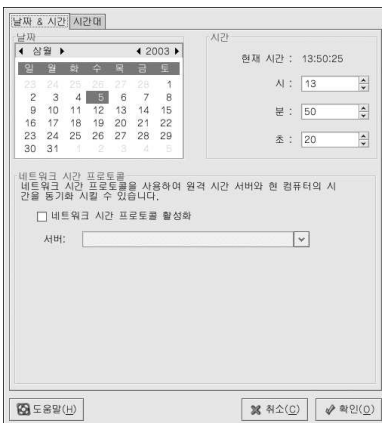 날짜 & 시간 시간대
날짜
삼월 2003
일 월 화 수 목 금 토
23 24 25 26 27 28 1
2 3 4 5 6 7 8
9 10 11 12 13 14 15
16 17 18 19 20 21 22
23 24 25 26 27 28 29
30 31 1 2 3 4 5
시간
현재 시간 : 13:50:25
시 : 13
분 : 50
초 : 20
네트워크 시간 프로토콜
네트워크 시간 프로토콜을 사용하여 원격 시간 서버와 현 컴퓨터의 시
간을 동기화 시킬 수 있습니다.
네트워크 시간 프로토콜 활성화
서버:
도움말(H) 취소(C) 확인(O)